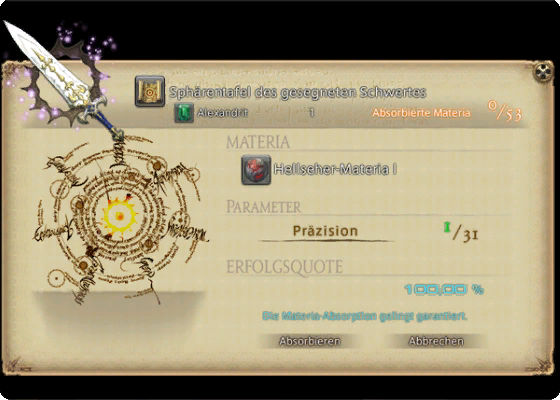 Sphärentafel des gesegneten Schwertes
Alexandrit 1 Absorbierte Materia 0/53
MATERIA
Hellseher-Materia I
PARAMETER
Präzision 1/31
ERFOLGSQUOTE
100,00 %
Die Materia-Absorption gelingt garantiert.
Absorbieren Abbrechen